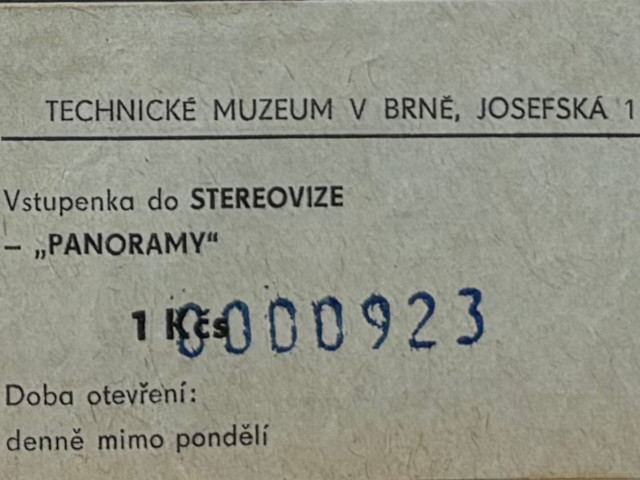 TECHNICKÉ MUZEUM V BRNĚ, JOSEFSKÁ 1
Vstupenka do STEREOVIZE
– „PANORAMY“
1 Kčs 0000923
Doba otevření:
denně mimo pondělí